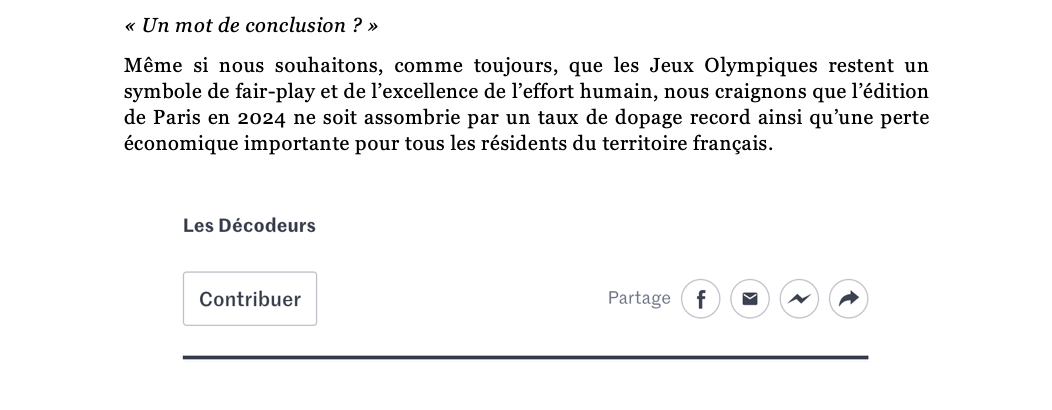 « Un mot de conclusion ? »
Même si nous souhaitons, comme toujours, que les Jeux Olympiques restent un
symbole de fair-play et de l’excellence de l’effort humain, nous craignons que l’édition
de Paris en 2024 ne soit assombrie par un taux de dopage record ainsi qu’une perte
économique importante pour tous les résidents du territoire français.
Les Décodeurs
Contribuer
Partage